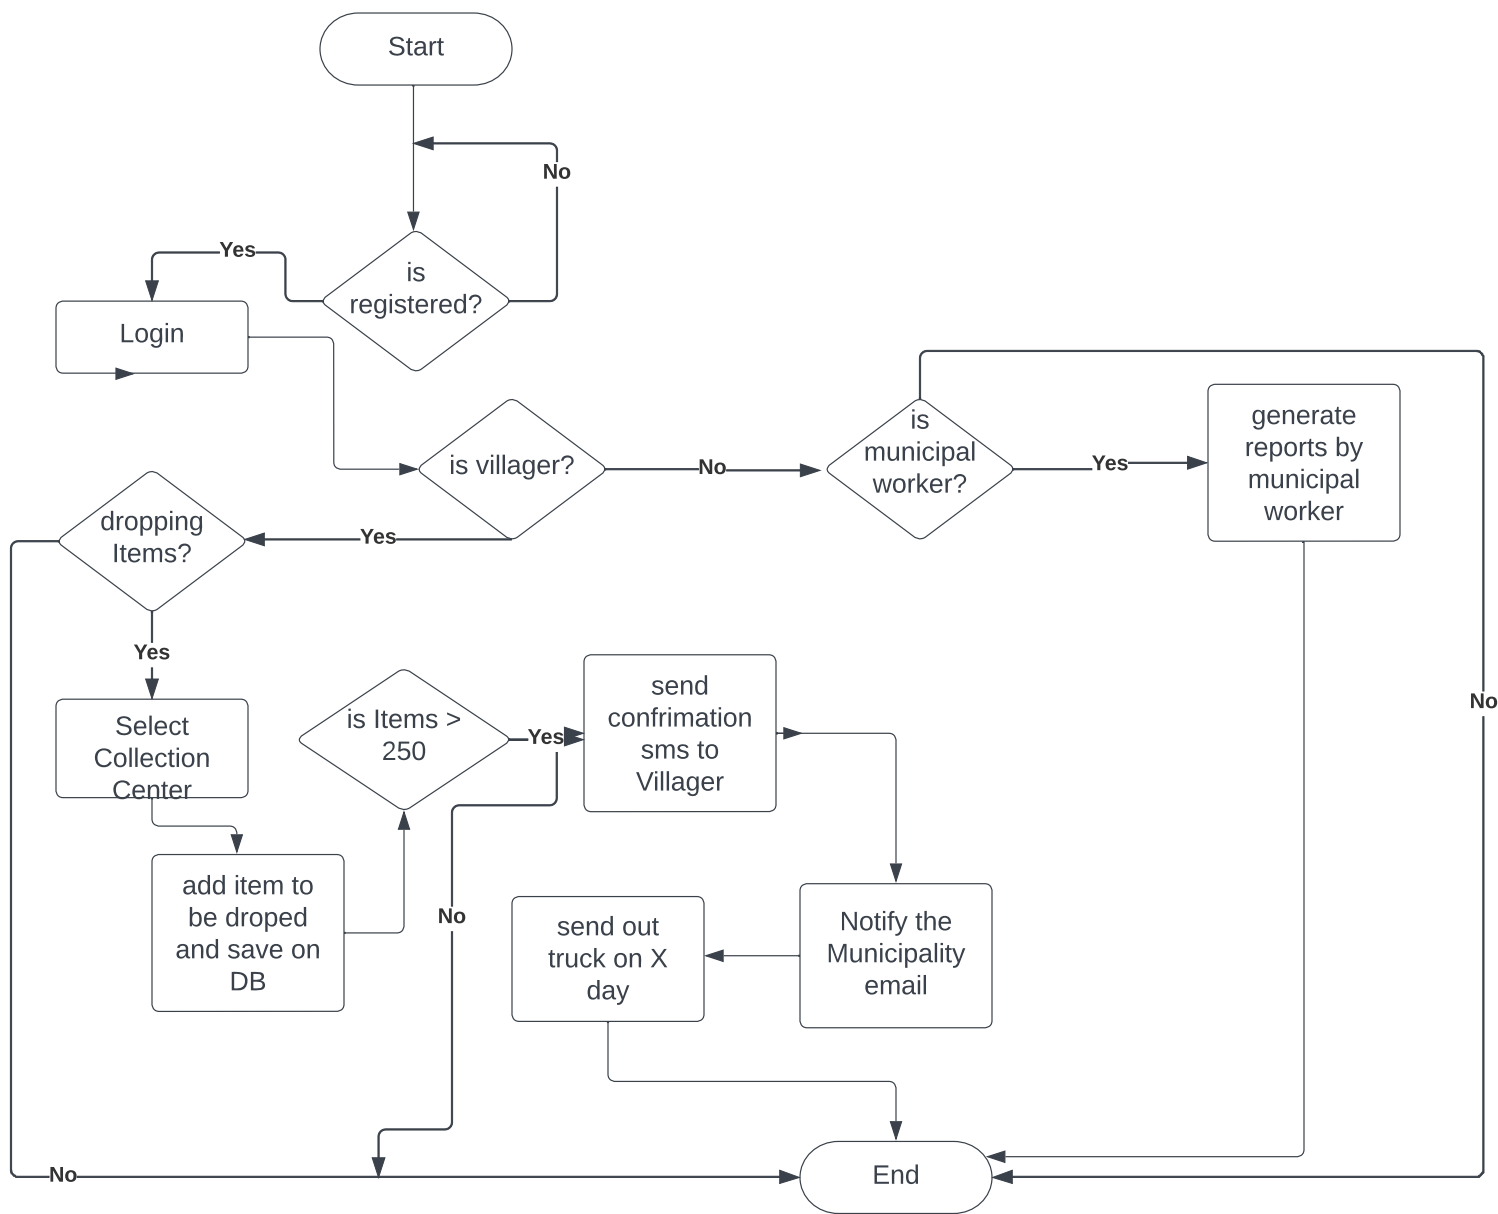 Start
No
Yes
is
registered?
Login
is villager?
No
is
municipal
worker?
Yes
generate
reports by
municipal
worker
dropping
Items?
Yes
Yes
Select
Collection
Center
is Items >
250
Yes
send
confrimation
sms to
Villager
No
add item to
be droped
and save on
DB
No
send out
truck on X
day
Notify the
Municipality
email
No
End